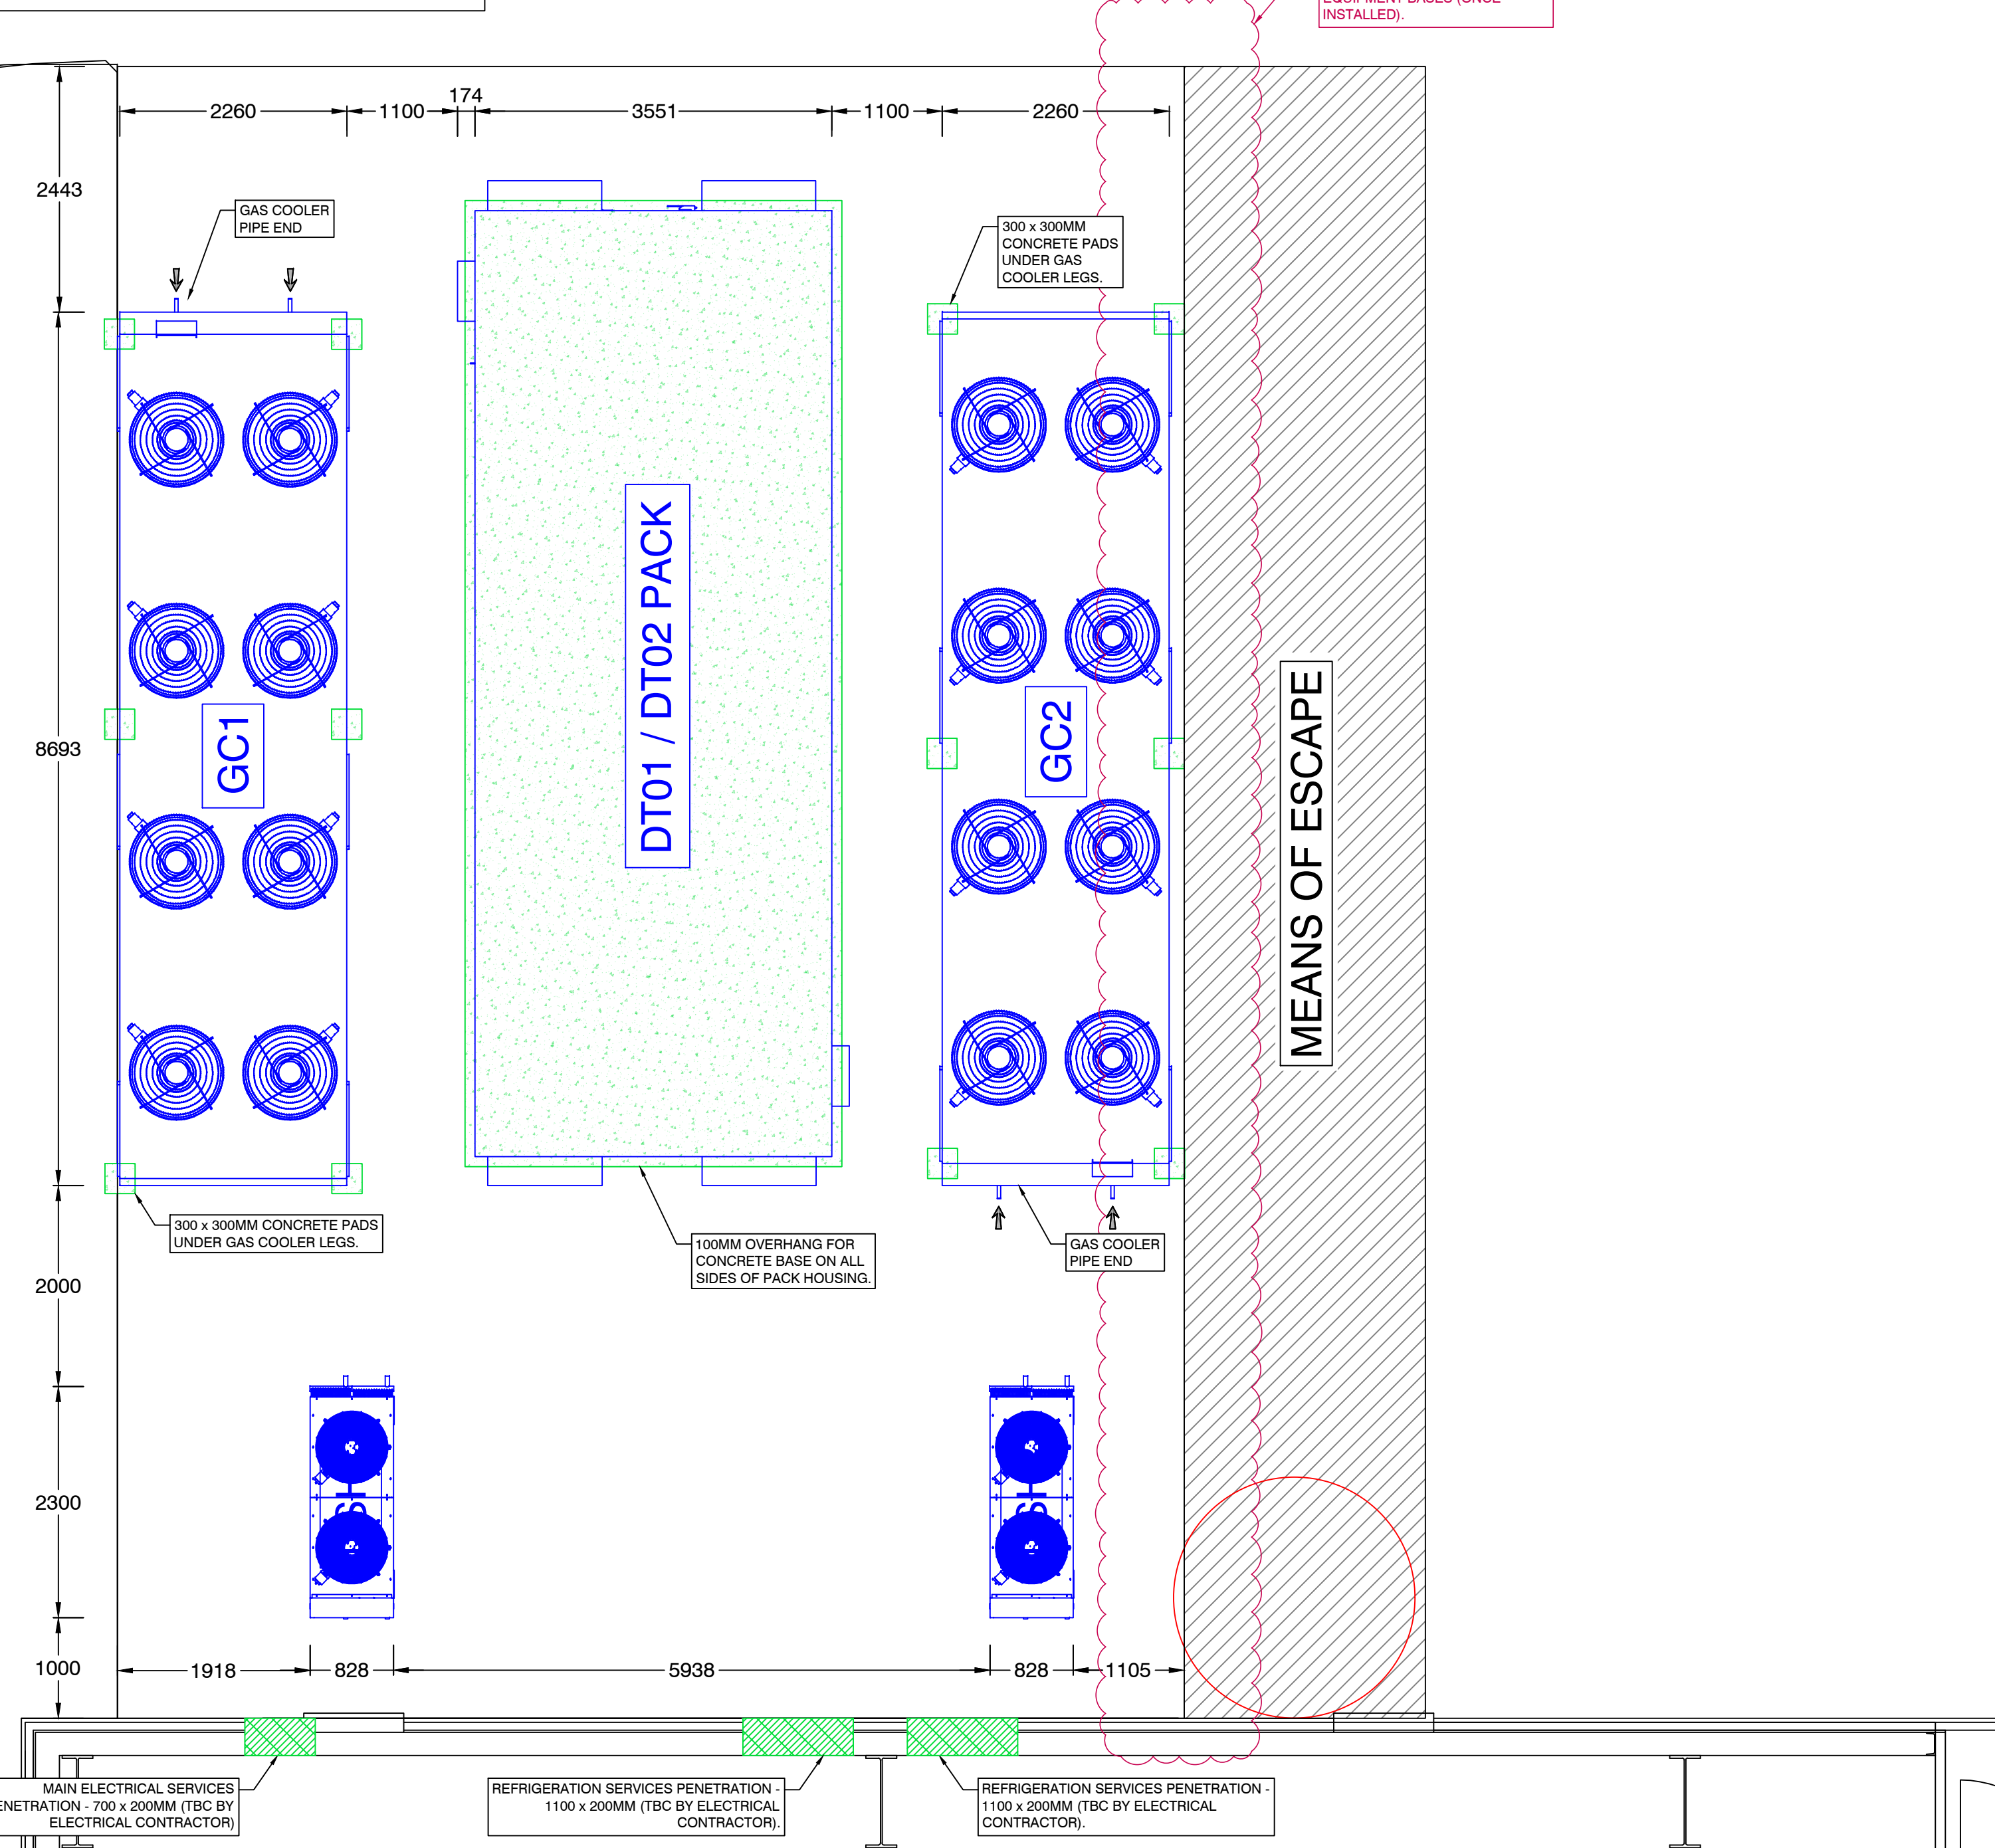 EQUIPMENT BASES (ONCE
INSTALLED).
174
2260
1100
3551
1100
2260
2443
GAS COOLER
PIPE END
300 x 300MM
CONCRETE PADS
UNDER GAS
COOLER LEGS.
DT01 / DT02 PACK
GC1
GC2
MEANS OF ESCAPE
8693
300 x 300MM CONCRETE PADS
UNDER GAS COOLER LEGS.
100MM OVERHANG FOR
CONCRETE BASE ON ALL
SIDES OF PACK HOUSING.
GAS COOLER
PIPE END
2000
2300
1000
1918
828
5938
828
1105
MAIN ELECTRICAL SERVICES
ENETRATION - 700 x 200MM (TBC BY
ELECTRICAL CONTRACTOR)
REFRIGERATION SERVICES PENETRATION -
1100 x 200MM (TBC BY ELECTRICAL
CONTRACTOR).
REFRIGERATION SERVICES PENETRATION -
1100 x 200MM (TBC BY ELECTRICAL
CONTRACTOR).